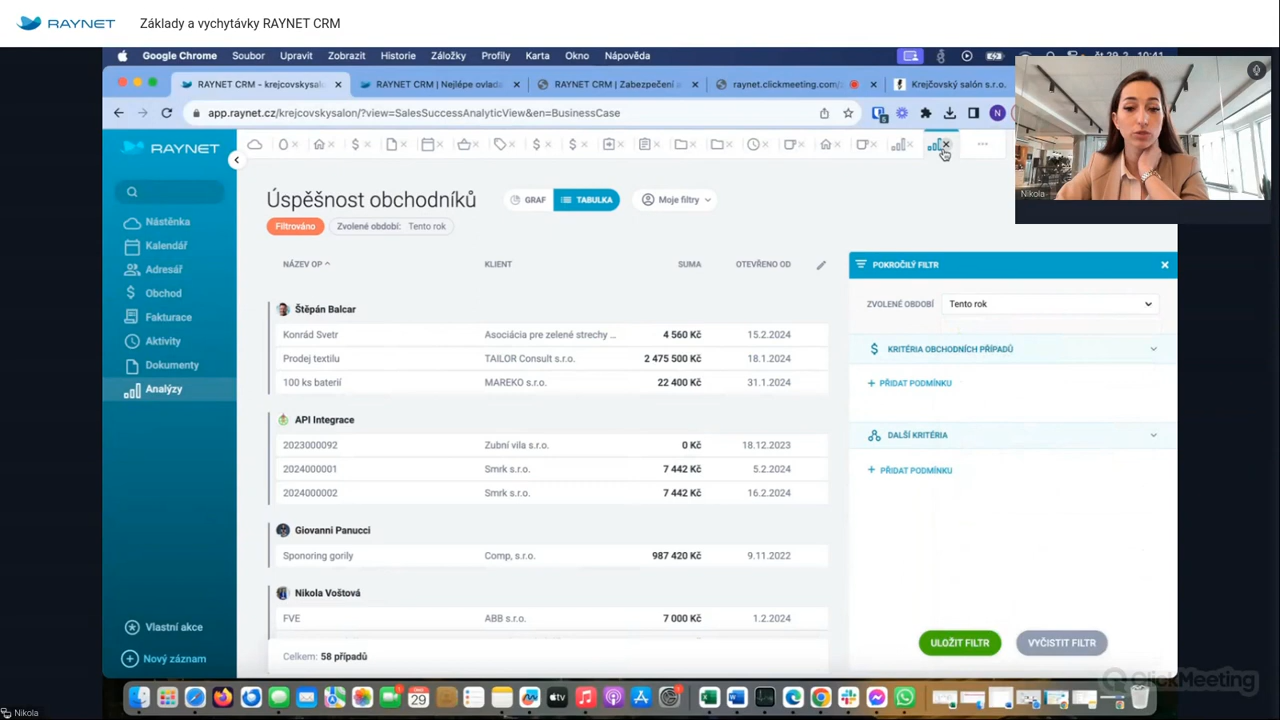 RAYNET
Základy a vychytávky RAYNET CRM
Google Chrome Soubor Upravit Zobrazit Historie Záložky Profily Karta Okno Nápověda
čt 29. 2. 10:41
RAYNET CRM - krejcovskysalo
RAYNET CRM | Nejlépe ovlada
RAYNET CRM | Zabezpečení a
raynet.clickmeeting.com/
Krejčovský salón s.r.o.
app.raynet.cz/krejcovskysalon/?view=SalesSuccessAnalyticView&en=BusinessCase
N
RAYNET
Nástěnka
Kalendář
Adresář
Obchod
Fakturace
Aktivity
Dokumenty
Analýzy
Vlastní akce
Nový záznam
Úspěšnost obchodníků
GRAF
TABULKA
Moje filtry
Filtrováno
Zvolené období: Tento rok
NÁZEV OP KLIENT SUMA OTEVŘENO OD
Štěpán Balcar
Konrád Svetr Asociácia pre zelené strechy ... 4 560 Kč 15.2.2024
Prodej textilu TAILOR Consult s.r.o. 2 475 500 Kč 18.1.2024
100 ks baterií MAREKO s.r.o. 22 400 Kč 31.1.2024
API Integrace
2023000092 Zubní vila s.r.o. 0 Kč 18.12.2023
2024000001 Smrk s.r.o. 7 442 Kč 5.2.2024
2024000002 Smrk s.r.o. 7 442 Kč 16.2.2024
Giovanni Panucci
Sponoring gorily Comp, s.r.o. 987 420 Kč 9.11.2022
Nikola Voštová
FVE ABB s.r.o. 7 000 Kč 1.2.2024
Celkem: 58 případů
POKROČILÝ FILTR
ZVOLENÉ OBDOBÍ Tento rok
KRITÉRIA OBCHODNÍCH PŘÍPADŮ
+ PŘIDAT PODMÍNKU
DALŠÍ KRITÉRIA
+ PŘIDAT PODMÍNKU
ULOŽIT FILTR
VYČISTIT FILTR
Nikola
ClickMeeting
Nikola